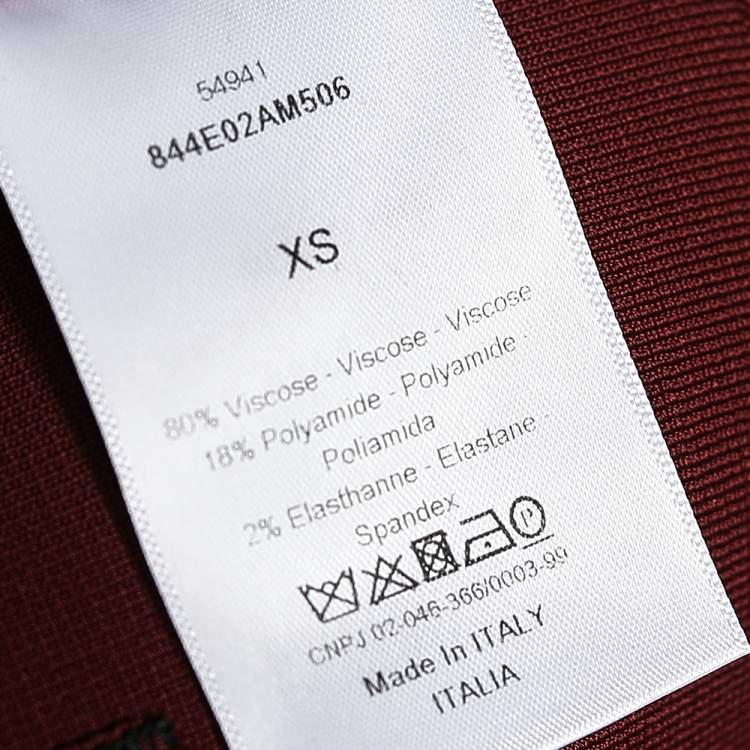 54941
844E02AM506
XS
80% Viscose - Viscose - Viscose
18% Polyamide - Polyamide -
Poliamida
2% Elasthanne - Elastane -
Spandex
P
CNPJ 02-046-366/0003-99
Made In ITALY
ITALIA